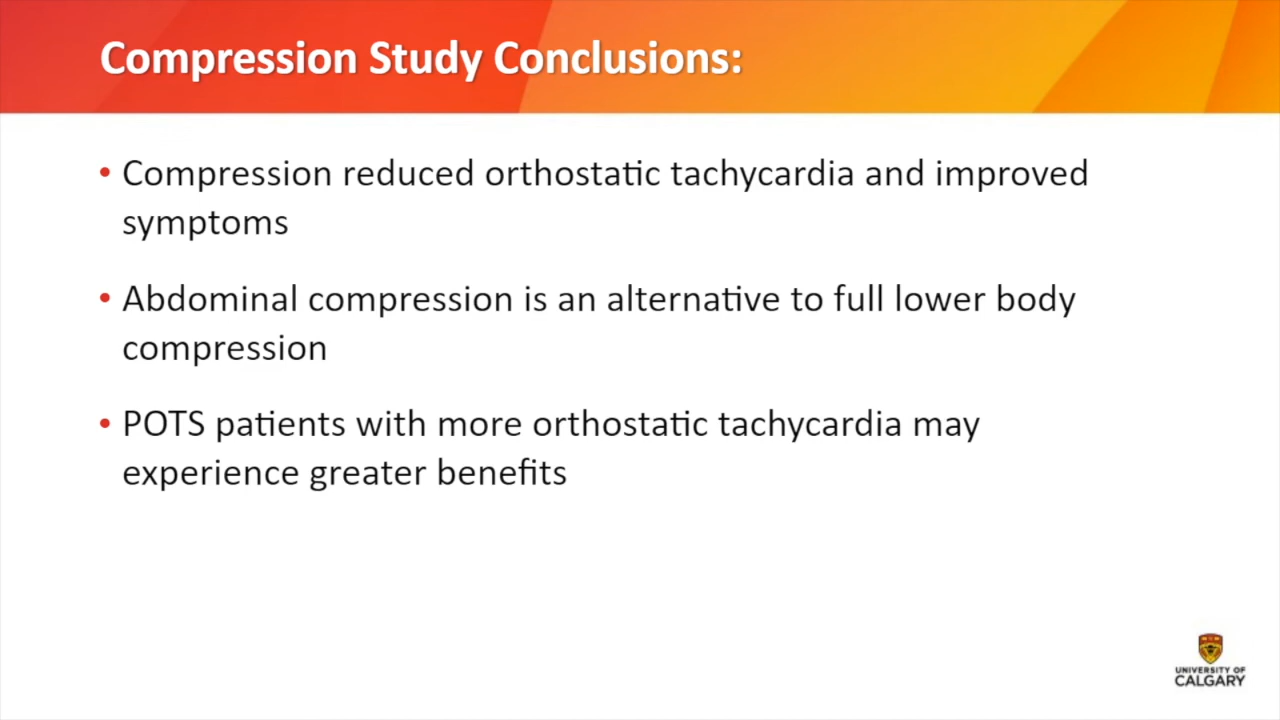 Compression Study Conclusions:
• Compression reduced orthostatic tachycardia and improved
symptoms
• Abdominal compression is an alternative to full lower body
compression
• POTS patients with more orthostatic tachycardia may
experience greater benefits
UNIVERSITY OF
CALGARY